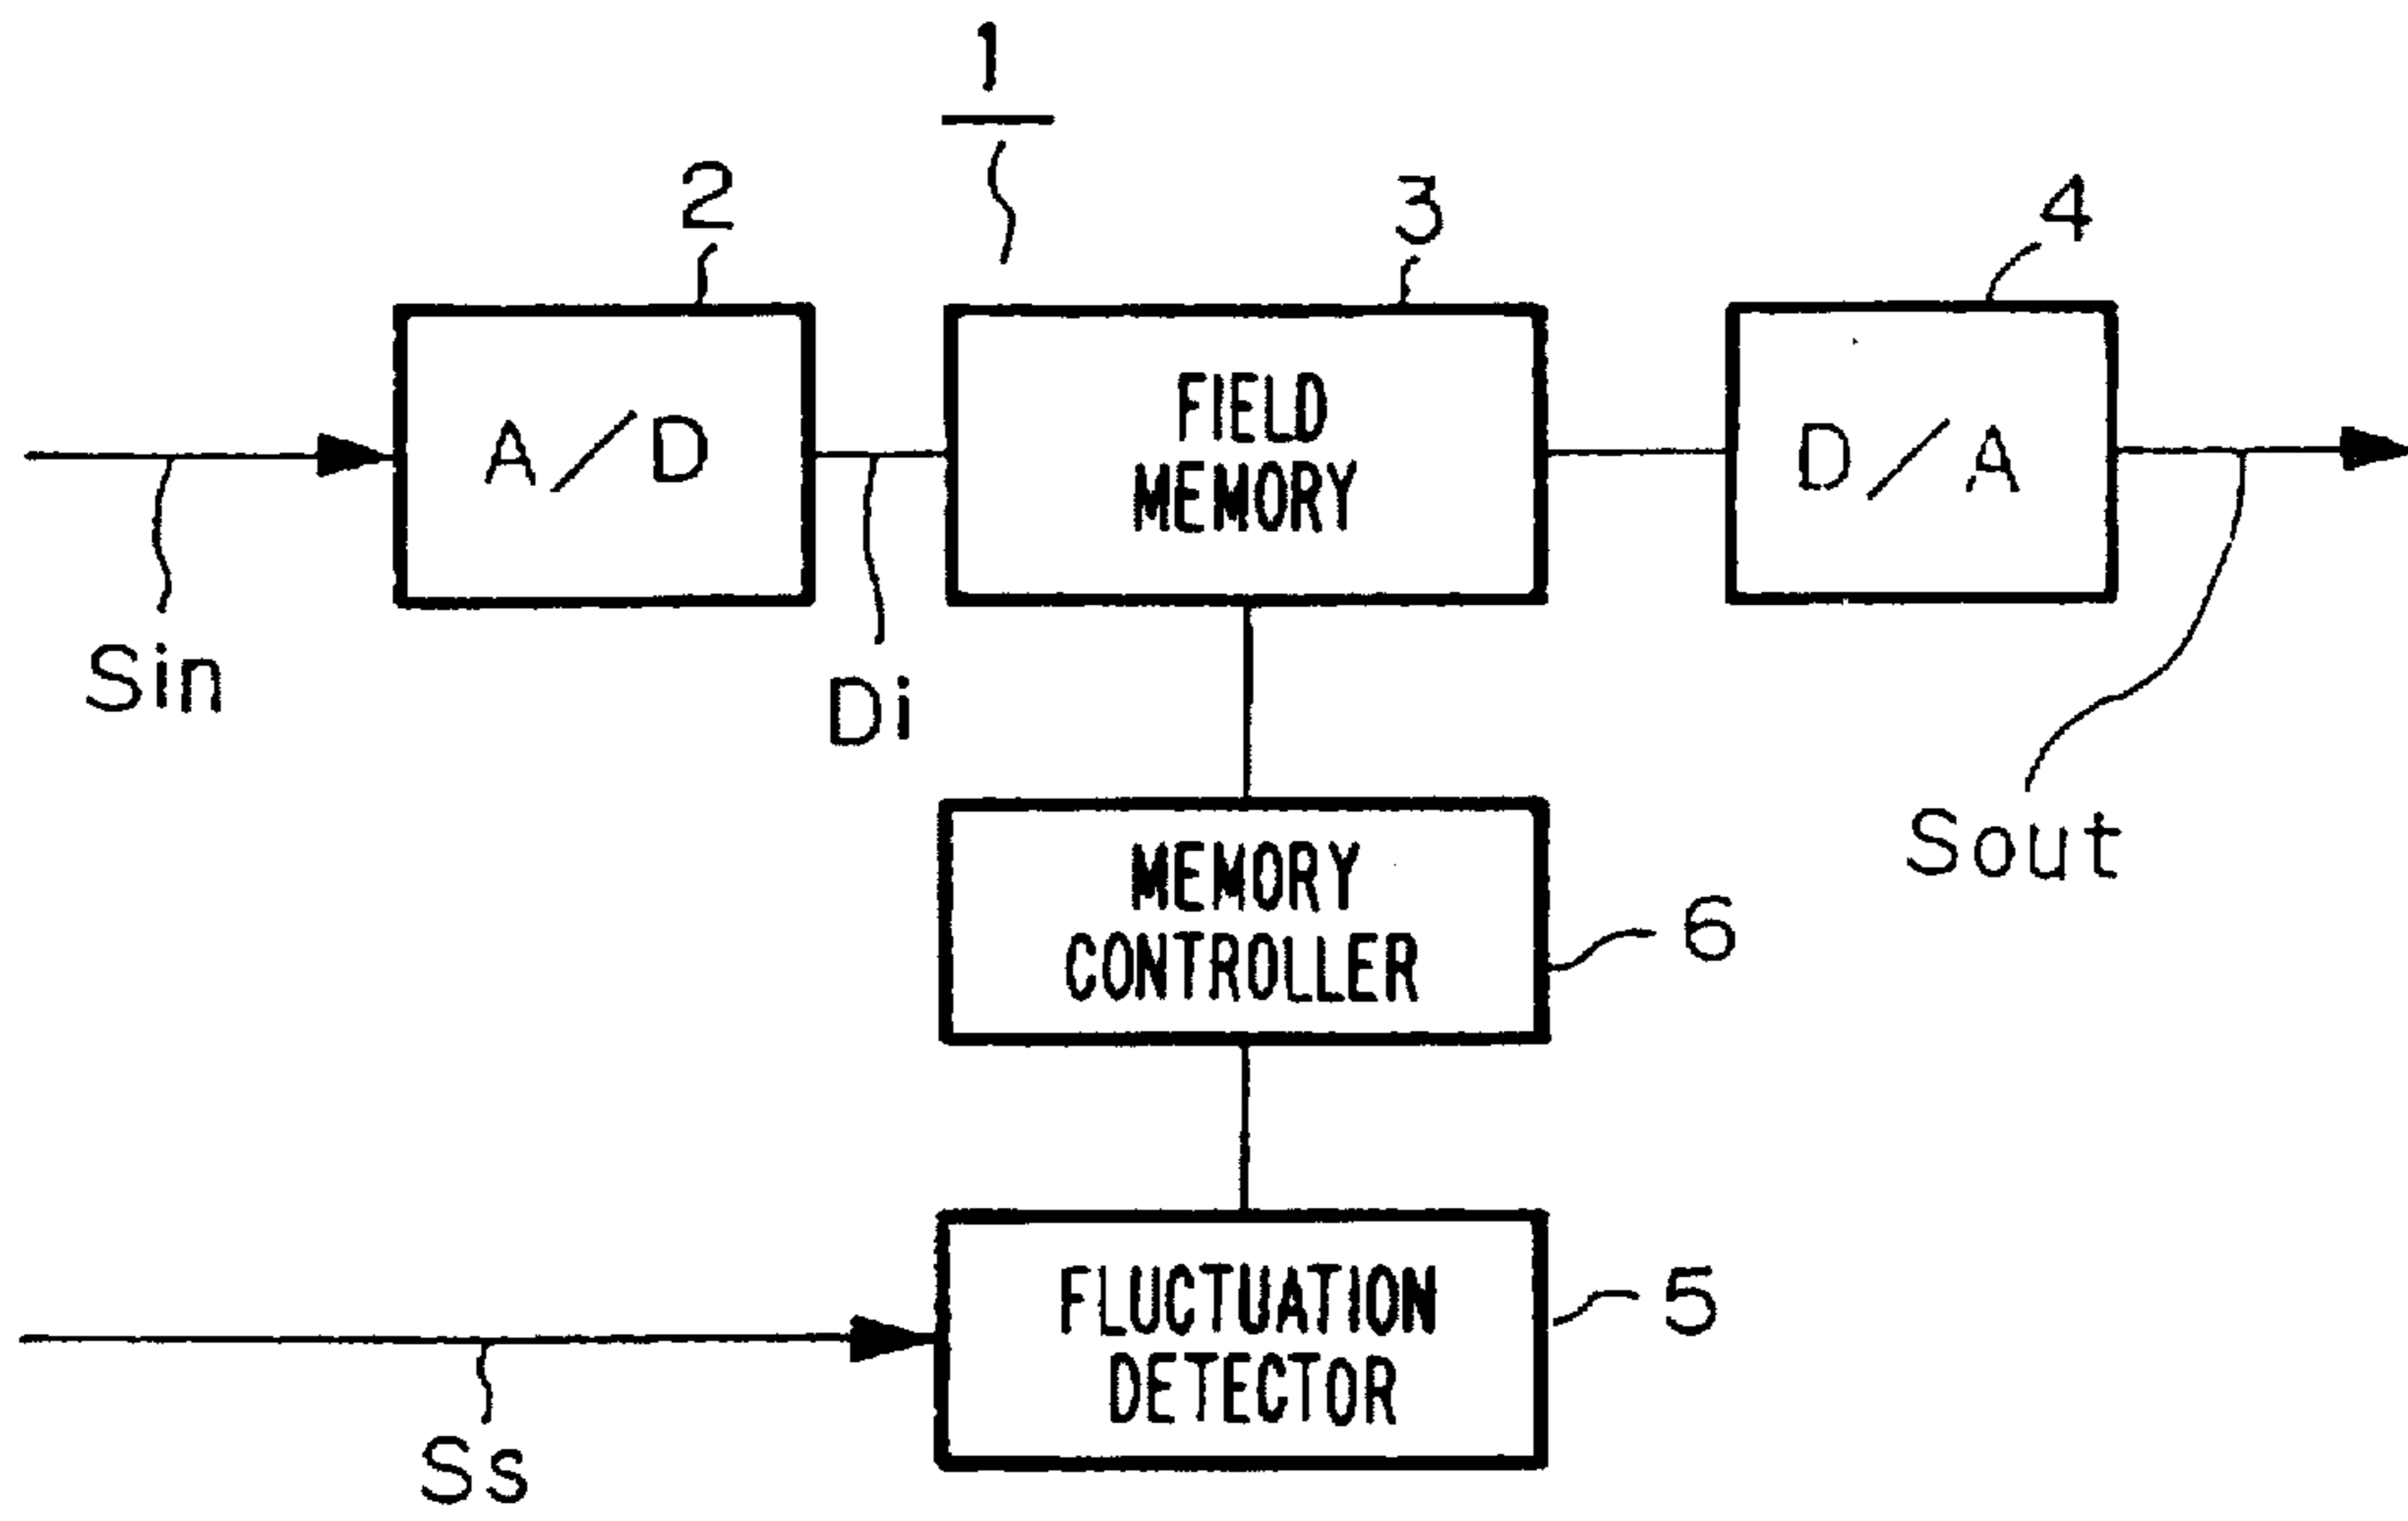 1
2
3
4
A/D
FIELD
MEMORY
D/A
Sin
Di
Sout
MEMORY
CONTROLLER
6
FLUCTUATION
DETECTOR
5
Ss